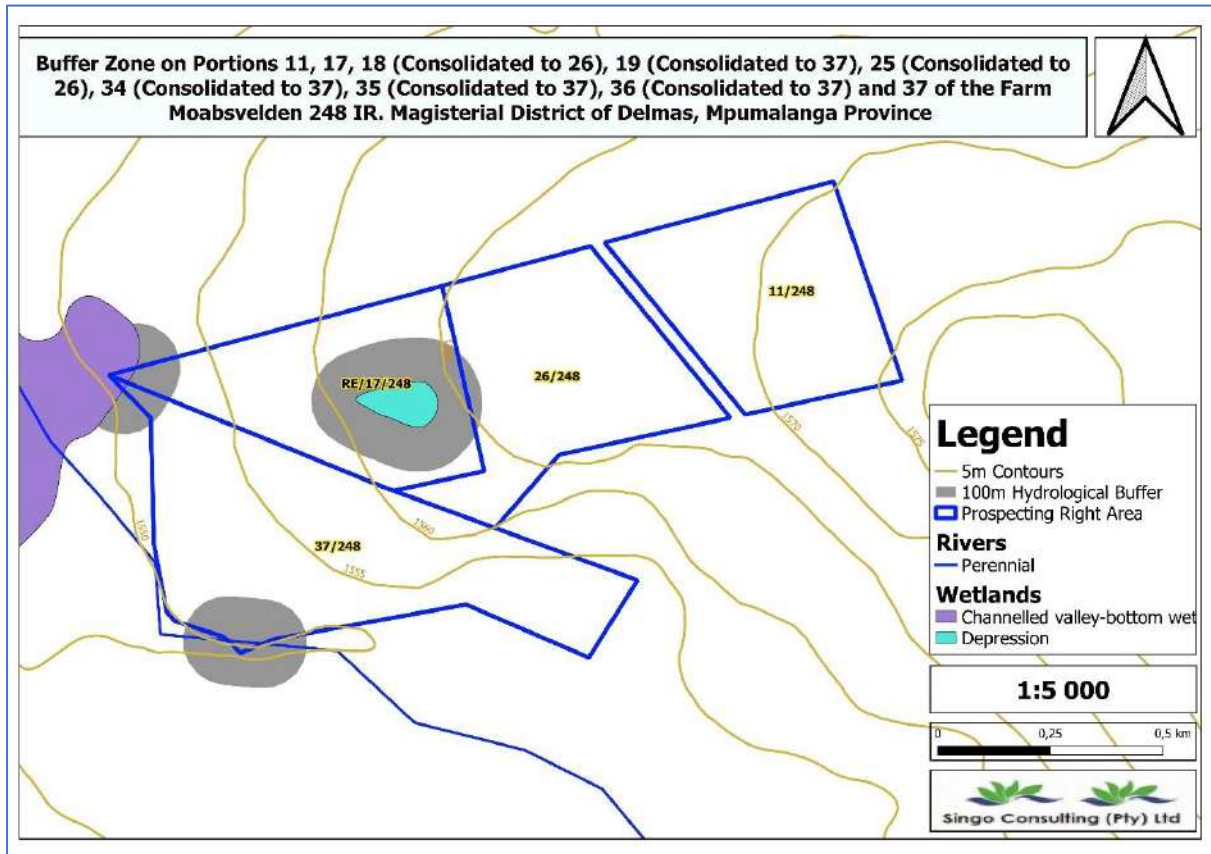 Buffer Zone on Portions 11, 17, 18 (Consolidated to 26), 19 (Consolidated to 37), 25 (Consolidated to
26), 34 (Consolidated to 37), 35 (Consolidated to 37), 36 (Consolidated to 37) and 37 of the Farm
Moabsvelden 248 IR. Magisterial District of Delmas, Mpumalanga Province
11/248
26/248
RE/17/248
37/248
1570
1550
1560
1555
Legend
5m Contours
100m Hydrological Buffer
Prospecting Right Area
Rivers
Perennial
Wetlands
Channelled valley-bottom wet
Depression
1:5 000
0 0,25 0,5 km
Singo Consulting (Pty) Ltd